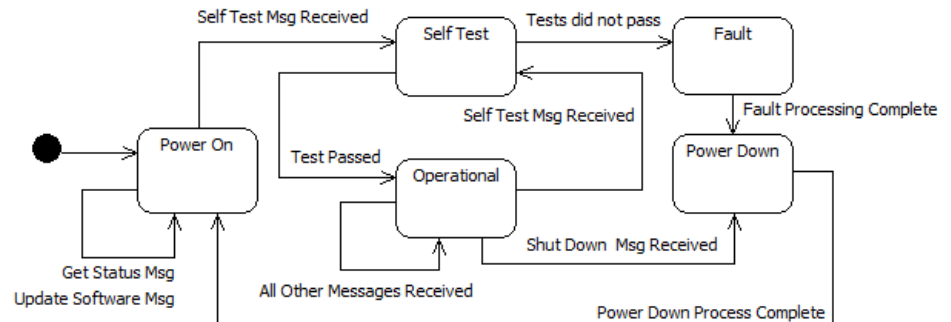 Self Test Msg Received
Self Test
Tests did not pass
Fault
Self Test Msg Received
Fault Processing Complete
Power On
Test Passed
Operational
Power Down
Shut Down  Msg Received
Get Status Msg
Update Software Msg
All Other Messages Received
Power Down Process Complete